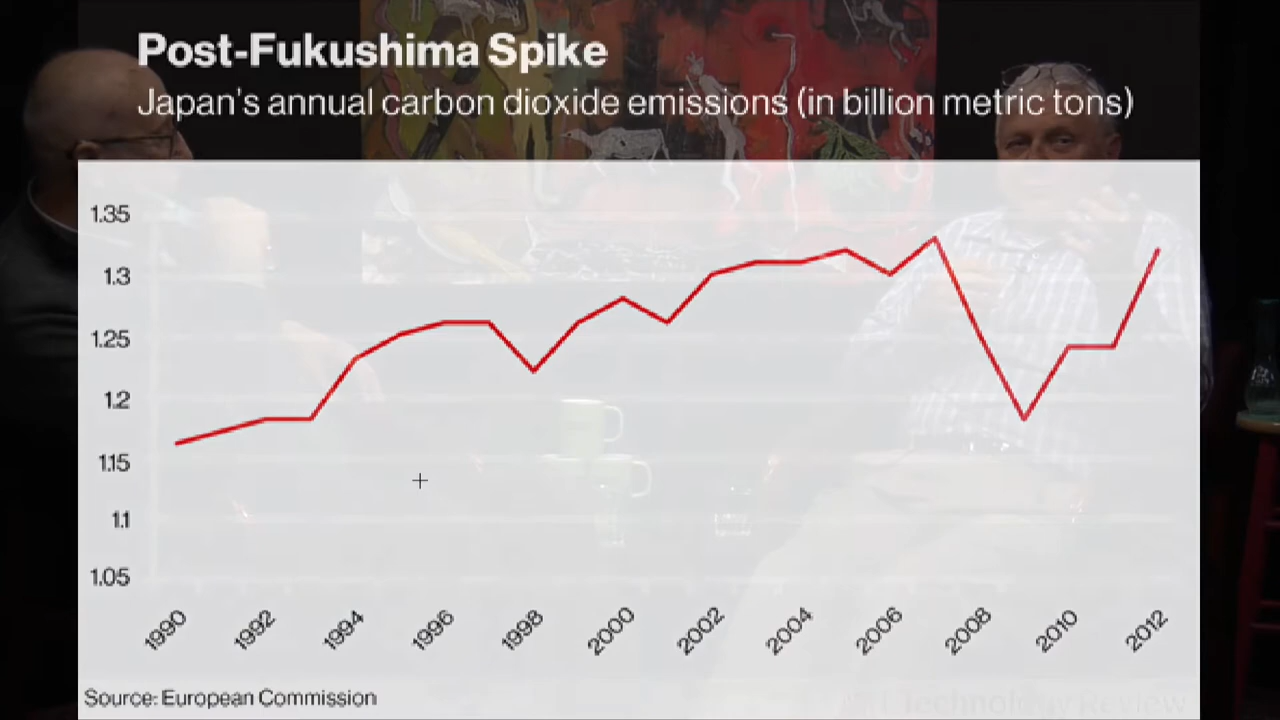 Post-Fukushima Spike
Japan's annual carbon dioxide emissions (in billion metric tons)
1.35
1.3
1.25
1.2
1.15
1.1
1.05
1990 1992 1994 1996 1998 2000 2002 2004 2006 2008 2010 2012
Source: European Commission
Technology Review